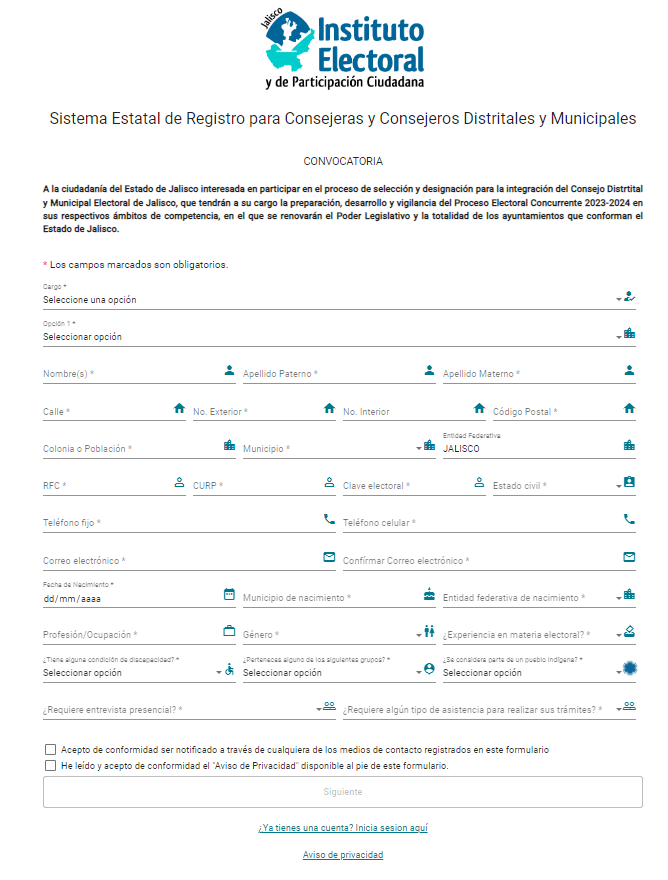 Jalisco
Instituto
Electoral
y de Participación Ciudadana
Sistema Estatal de Registro para Consejeras y Consejeros Distritales y Municipales
CONVOCATORIA
A la ciudadanía del Estado de Jalisco interesada en participar en el proceso de selección y designación para la integración del Consejo Distrtital
y Municipal Electoral de Jalisco, que tendrán a su cargo la preparación, desarrollo y vigilancia del Proceso Electoral Concurrente 2023-2024 en
sus respectivos ámbitos de competencia, en el que se renovarán el Poder Legislativo y la totalidad de los ayuntamientos que conforman el
Estado de Jalisco.
* Los campos marcados son obligatorios.
Cargo *
Seleccione una opción
Opción 1 *
Seleccionar opción
Nombre(s) * Apellido Paterno * Apellido Materno *
Calle * No. Exterior * No. Interior Código Postal *
Entidad Federativa
Colonia o Población * Municipio * JALISCO
RFC * CURP * Clave electoral * Estado civil *
Teléfono fijo * Teléfono celular *
Correo electrónico * Confírmar Correo electrónico *
Fecha de Nacimiento *
dd/mm/aaaa Municipio de nacimiento * Entidad federativa de nacimiento *
Profesión/Ocupación * Género * ¿Experiencia en materia electoral? *
¿Tiene alguna condición de discapacidad? * ¿Perteneces alguno de los siguientes grupos? * ¿Se considera parte de un pueblo indígena? *
Seleccionar opción Seleccionar opción Seleccionar opción
¿Requiere entrevista presencial? * ¿Requiere algún tipo de asistencia para realizar sus trámites? *
Acepto de conformidad ser notificado a través de cualquiera de los medios de contacto registrados en este formulario
He leído y acepto de conformidad el "Aviso de Privacidad" disponible al pie de este formulario.
Siguiente
¿Ya tienes una cuenta? Inicia sesion aquí
Aviso de privacidad